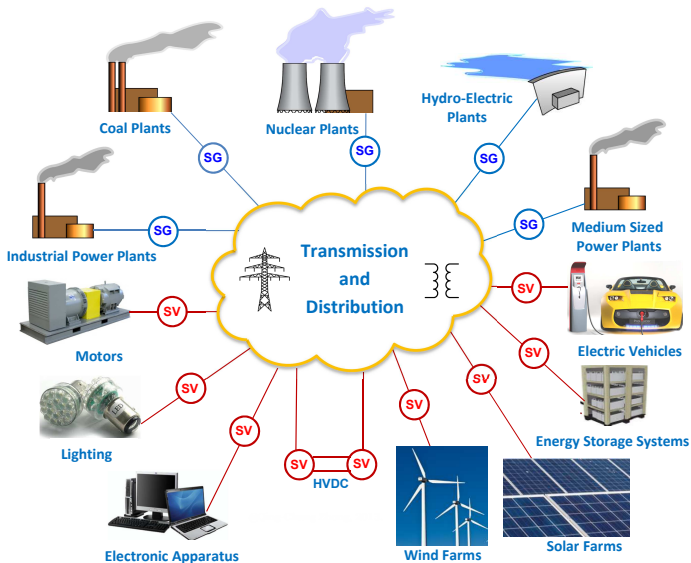 Coal Plants
Nuclear Plants
Hydro-Electric
Plants
SG
SG
SG
SG
SG
Industrial Power Plants
Medium Sized
Power Plants
Transmission
and
Distribution
SV
Motors
SV
Electric Vehicles
SV
Lighting
SV
Energy Storage Systems
SV
Electronic Apparatus
SV
SV
HVDC
SV
Wind Farms
SV
Solar Farms